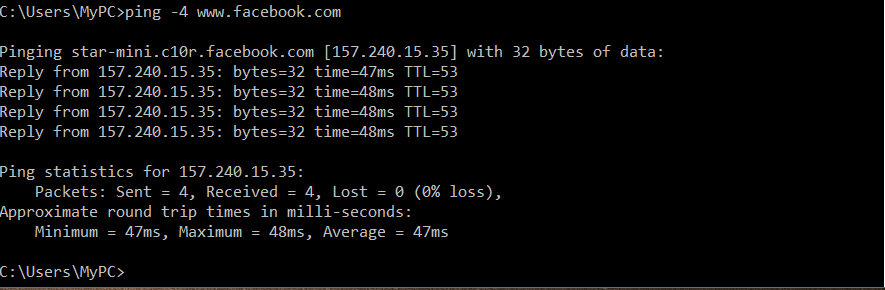 C:\Users\MyPC>ping -4 www.facebook.com
Pinging star-mini.c10r.facebook.com [157.240.15.35] with 32 bytes of data:
Reply from 157.240.15.35: bytes=32 time=47ms TTL=53
Reply from 157.240.15.35: bytes=32 time=48ms TTL=53
Reply from 157.240.15.35: bytes=32 time=48ms TTL=53
Reply from 157.240.15.35: bytes=32 time=48ms TTL=53
Ping statistics for 157.240.15.35:
    Packets: Sent = 4, Received = 4, Lost = 0 (0% loss),
Approximate round trip times in milli-seconds:
    Minimum = 47ms, Maximum = 48ms, Average = 47ms
C:\Users\MyPC>